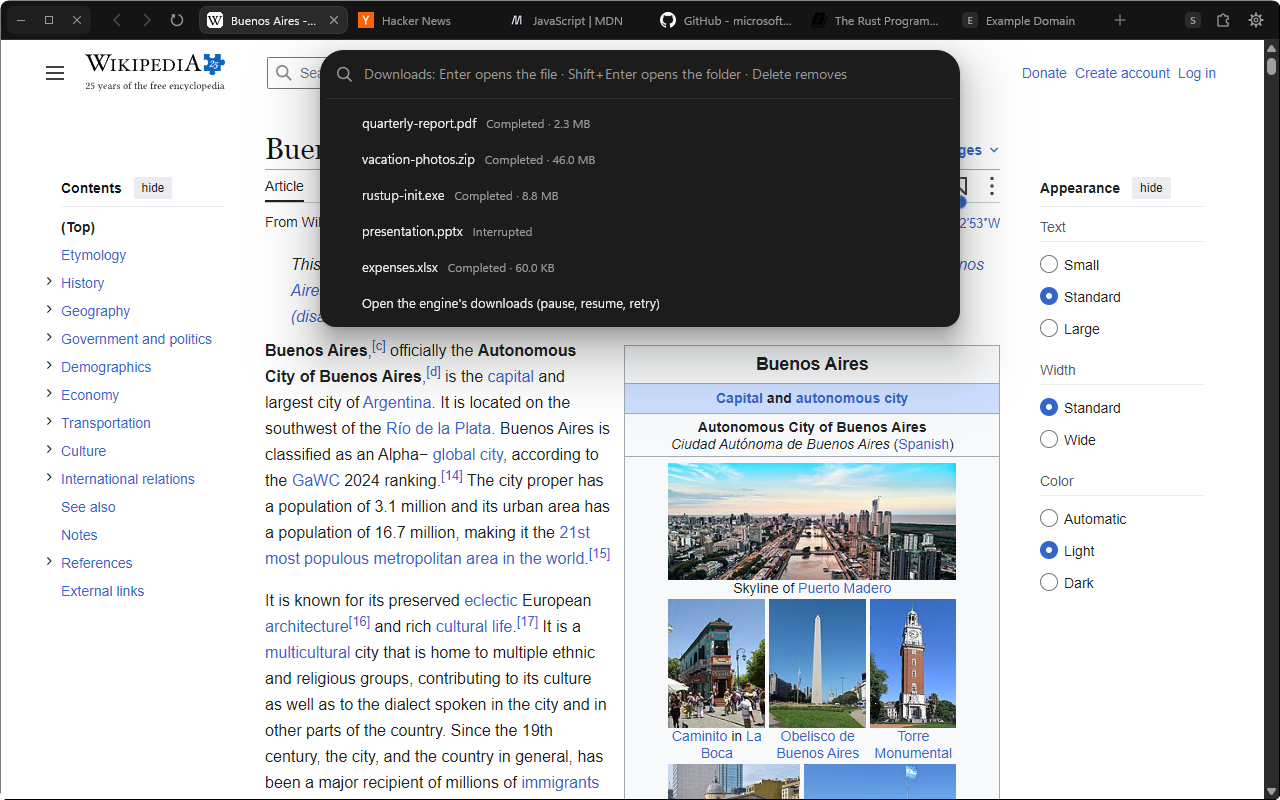 Buenos Aires -...
Hacker News
JavaScript | MDN
GitHub - microsoft...
The Rust Program...
E
Example Domain
S
WIKIPEDIA 25
25 years of the free encyclopedia
Donate Create account Log in
Downloads: Enter opens the file · Shift+Enter opens the folder · Delete removes
quarterly-report.pdf Completed · 2.3 MB
vacation-photos.zip Completed · 46.0 MB
rustup-init.exe Completed · 8.8 MB
presentation.pptx Interrupted
expenses.xlsx Completed · 60.0 KB
Open the engine's downloads (pause, resume, retry)
Contents hide
(Top)
Etymology
History
Geography
Government and politics
Demographics
Economy
Transportation
Culture
International relations
See also
Notes
References
External links
Article
This
2′53″W
Buenos Aires,[c] officially the Autonomous
City of Buenos Aires,[d] is the capital and
largest city of Argentina. It is located on the
southwest of the Río de la Plata. Buenos Aires is
classified as an Alpha− global city, according to
the GaWC 2024 ranking.[14] The city proper has
a population of 3.1 million and its urban area has
a population of 16.7 million, making it the 21st
most populous metropolitan area in the world.[15]
It is known for its preserved eclectic European
architecture[16] and rich cultural life.[17] It is a
multicultural city that is home to multiple ethnic
and religious groups, contributing to its culture
as well as to the dialect spoken in the city and in
other parts of the country. Since the 19th
century, the city, and the country in general, has
been a major recipient of millions of immigrants
Buenos Aires
Capital and autonomous city
Autonomous City of Buenos Aires
Ciudad Autónoma de Buenos Aires (Spanish)
Skyline of Puerto Madero
Caminito in La
Boca
Obelisco de
Buenos Aires
Torre
Monumental
Appearance hide
Text
Small
Standard
Large
Width
Standard
Wide
Color
Automatic
Light
Dark